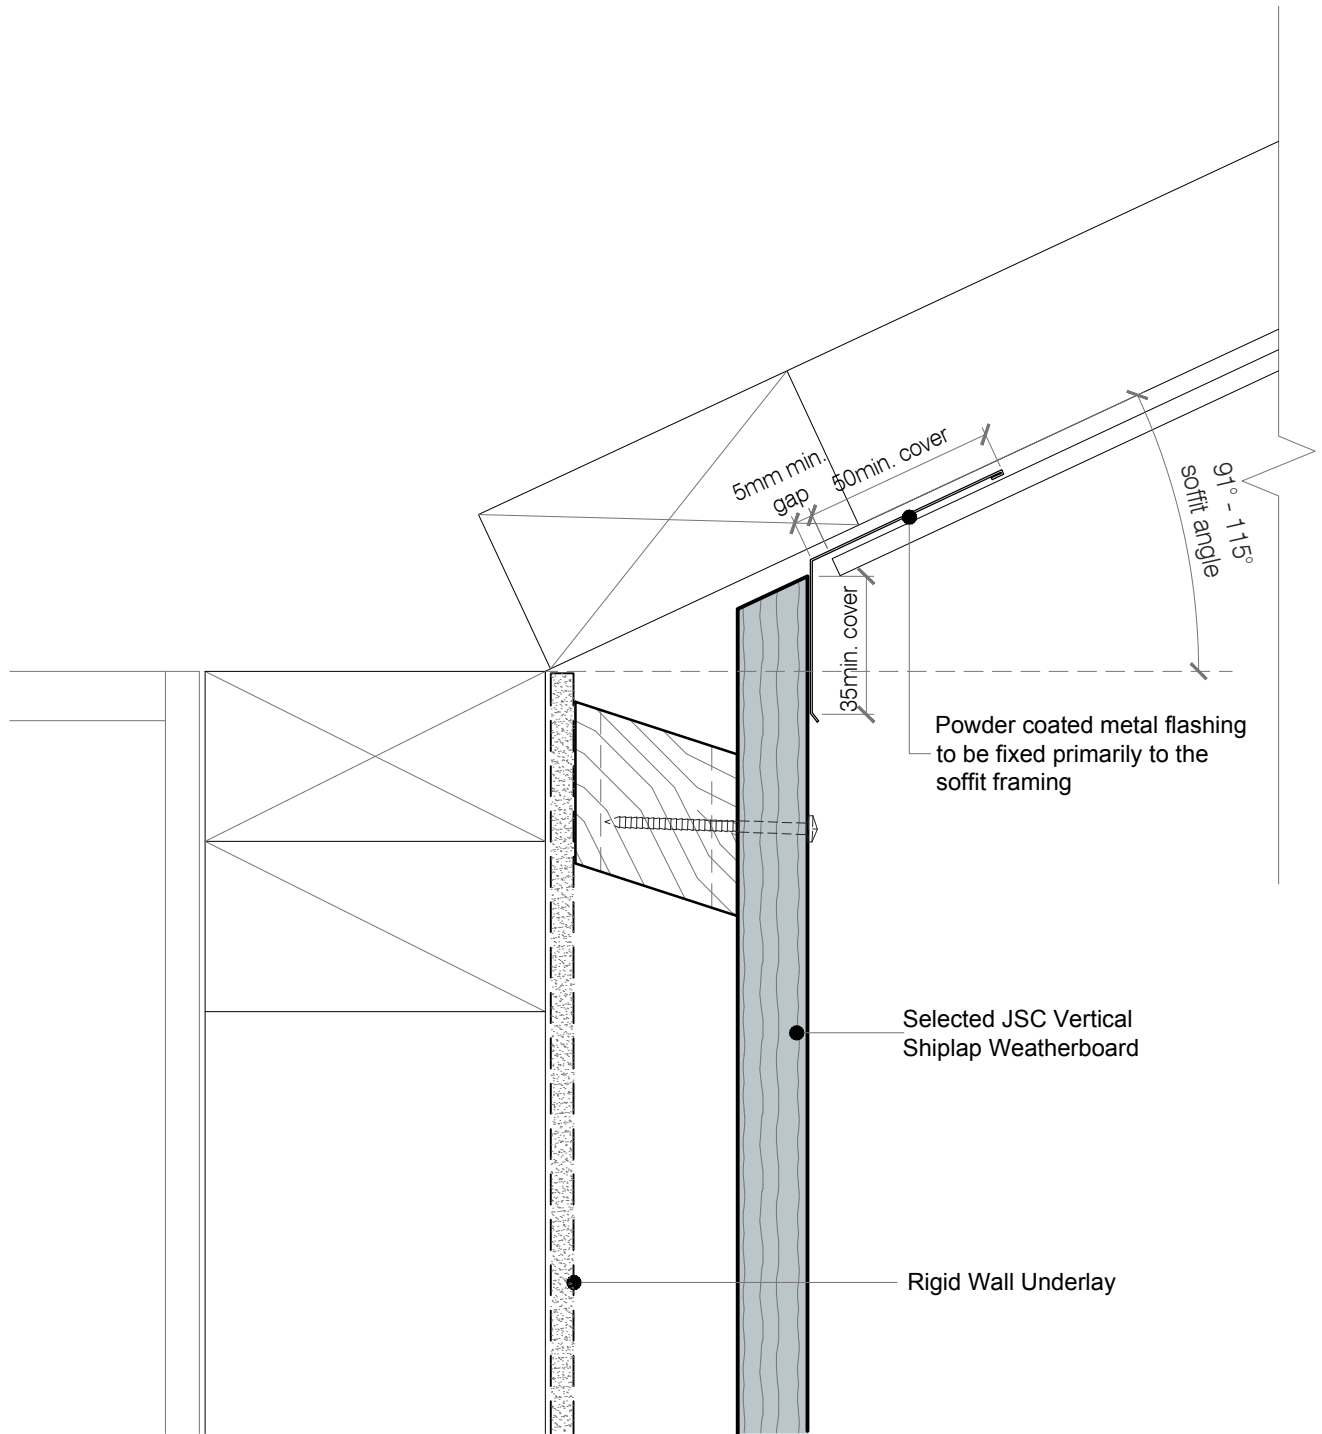 5mm min.
gap
50min. cover
91° - 115°
soffit angle
35min. cover
Powder coated metal flashing
to be fixed primarily to the
soffit framing
Selected JSC Vertical
Shiplap Weatherboard
Rigid Wall Underlay